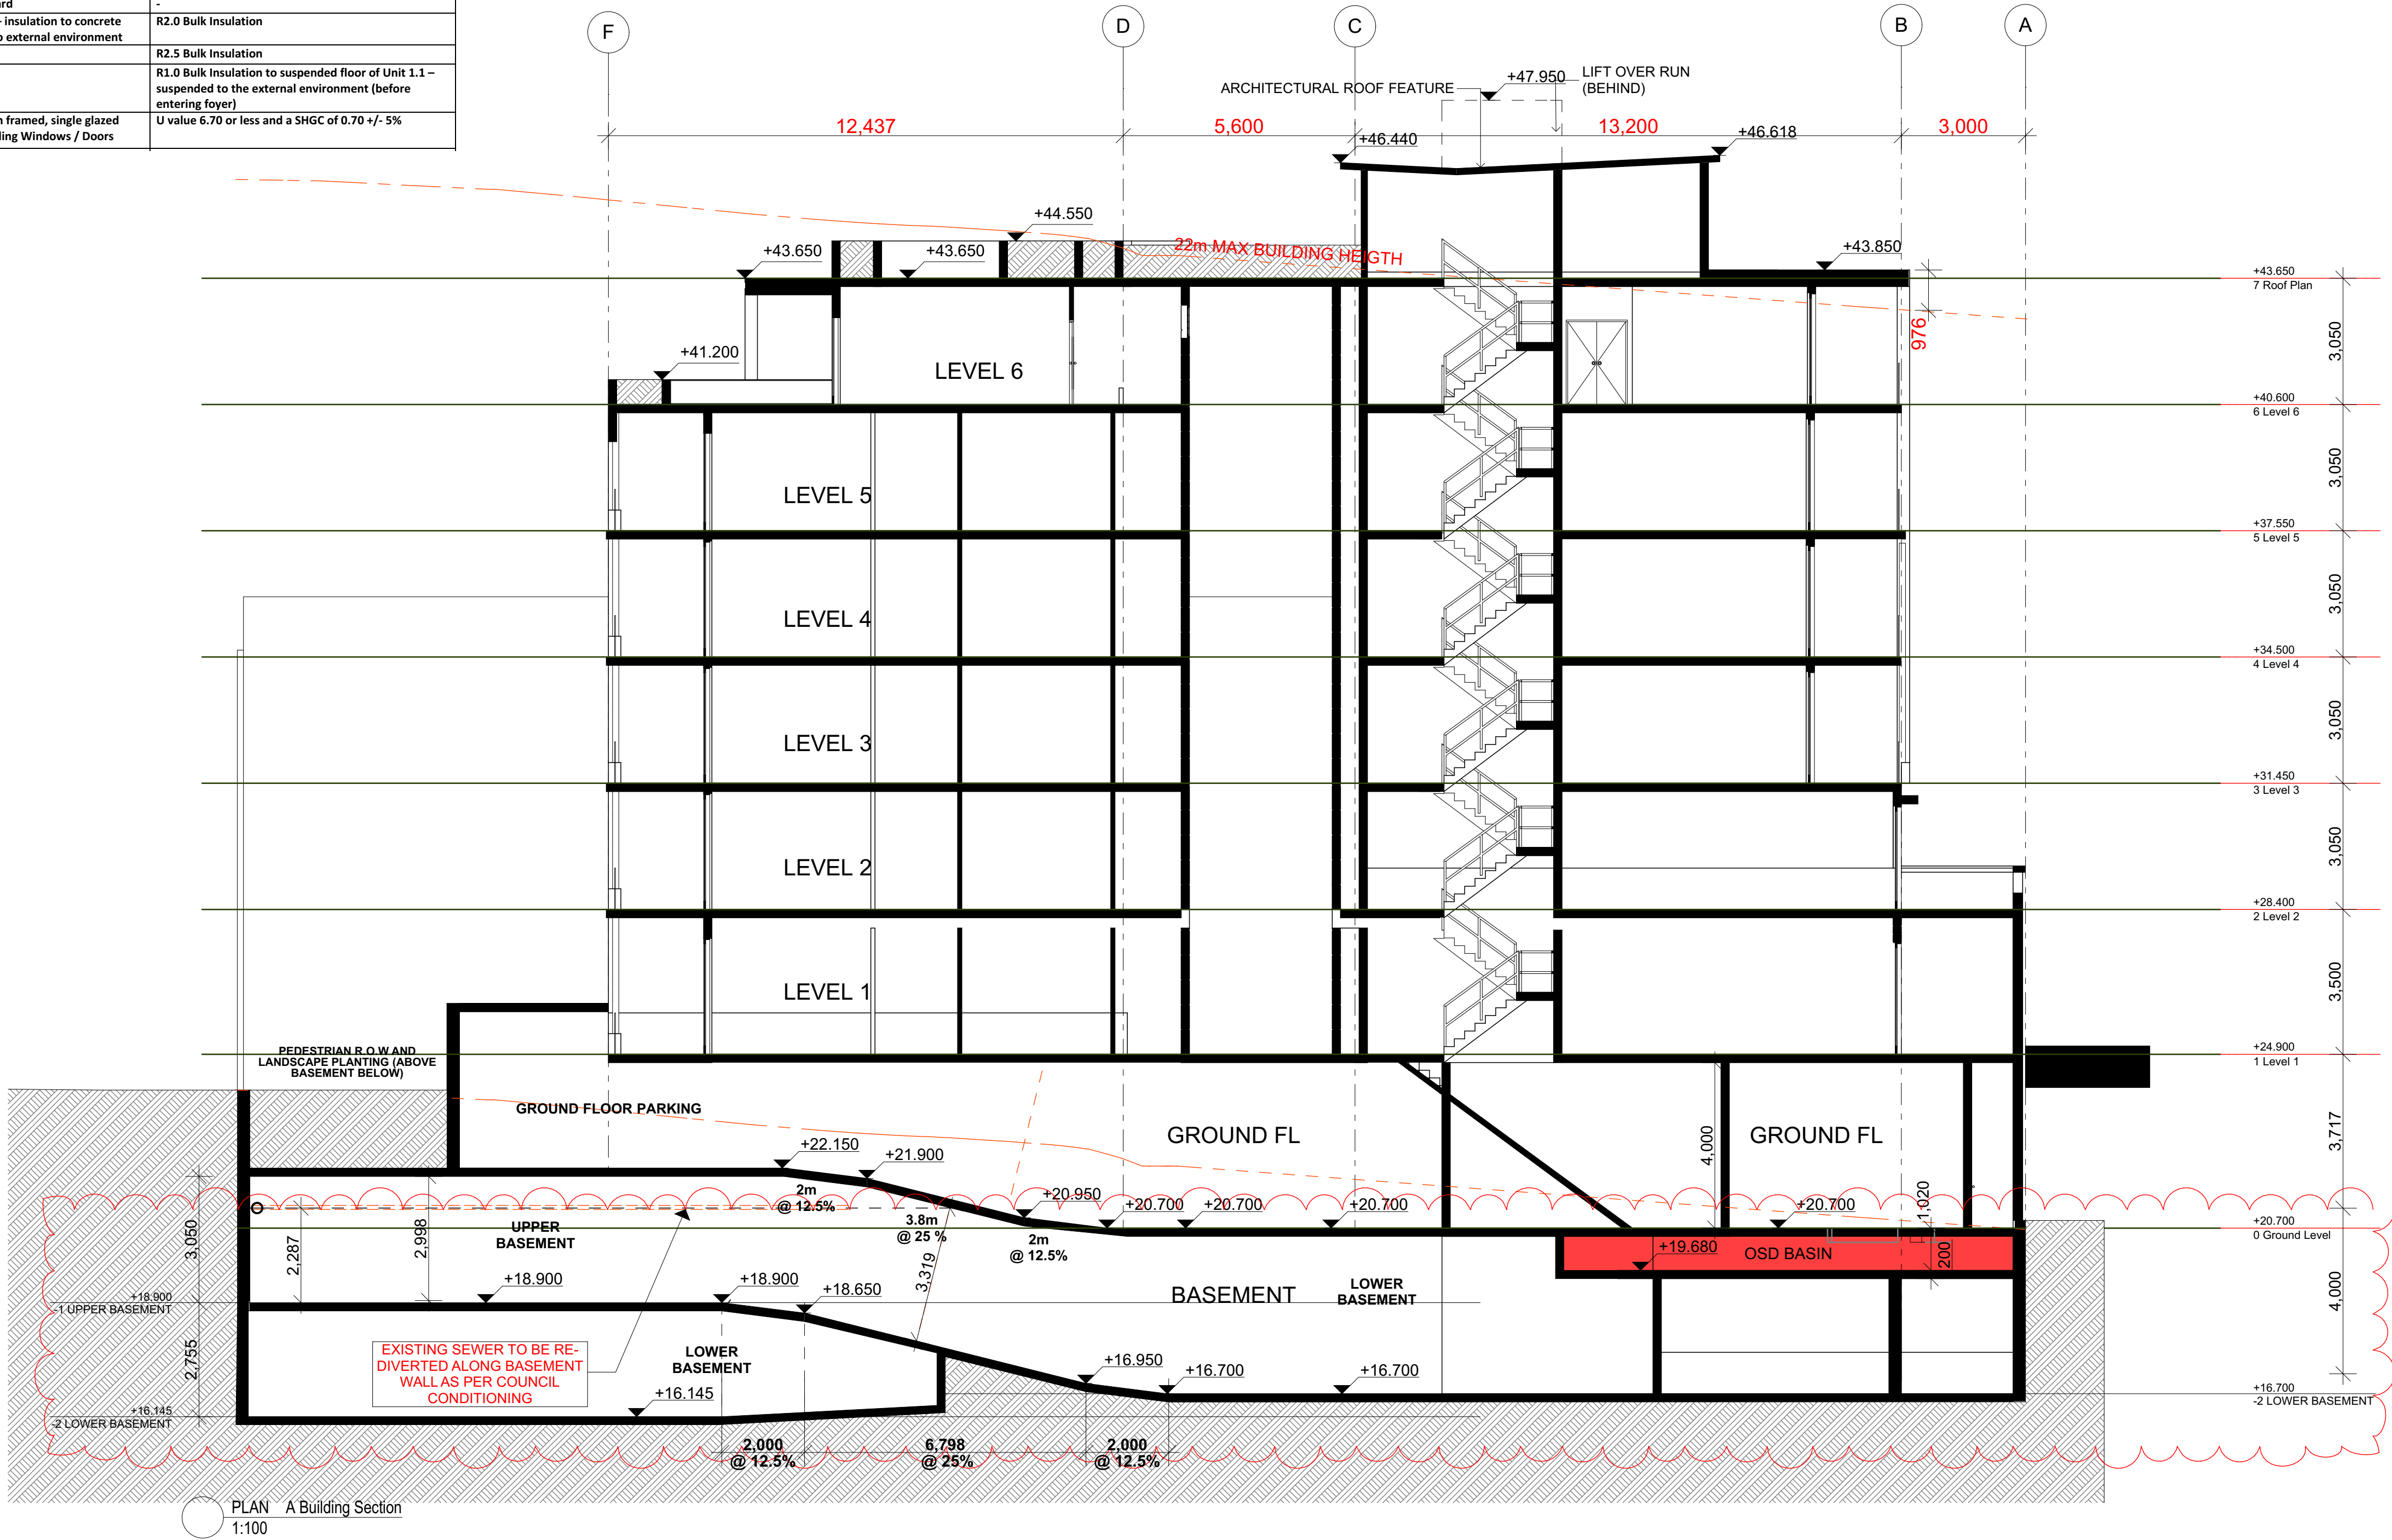 ard
-
- insulation to concrete
o external environment
R2.0 Bulk Insulation
R2.5 Bulk Insulation
R1.0 Bulk Insulation to suspended floor of Unit 1.1 –
suspended to the external environment (before
entering foyer)
n framed, single glazed
ding Windows / Doors
U value 6.70 or less and a SHGC of 0.70 +/- 5%
F
D
C
B
A
ARCHITECTURAL ROOF FEATURE
+47.950
LIFT OVER RUN
(BEHIND)
12,437
5,600
13,200
3,000
+46.440
+46.618
+44.550
+43.650
+43.650
22m MAX BUILDING HEIGTH
+43.850
+43.650
7 Roof Plan
976
3,050
+41.200
LEVEL 6
+40.600
6 Level 6
3,050
LEVEL 5
+37.550
5 Level 5
3,050
LEVEL 4
+34.500
4 Level 4
3,050
LEVEL 3
+31.450
3 Level 3
3,050
LEVEL 2
+28.400
2 Level 2
3,500
LEVEL 1
+24.900
1 Level 1
PEDESTRIAN R.O.W AND
LANDSCAPE PLANTING (ABOVE
BASEMENT BELOW)
GROUND FLOOR PARKING
GROUND FL
4,000
GROUND FL
3,717
+22.150
+21.900
2m
@ 12.5%
+20.950
+20.700
+20.700
+20.700
+20.700
1,020
3.8m
@ 25 %
2m
@ 12.5%
+20.700
0 Ground Level
3,050
2,287
2,998
UPPER
BASEMENT
3,319
+19.680
OSD BASIN
200
+18.900
+18.900
+18.650
BASEMENT
LOWER
BASEMENT
4,000
+18.900
-1 UPPER BASEMENT
2,755
EXISTING SEWER TO BE RE-
DIVERTED ALONG BASEMENT
WALL AS PER COUNCIL
CONDITIONING
LOWER
BASEMENT
+16.145
+16.950
+16.700
+16.700
+16.700
-2 LOWER BASEMENT
+16.145
-2 LOWER BASEMENT
2,000
@ 12.5%
6,798
@ 25%
2,000
@ 12.5%
PLAN A Building Section
1:100